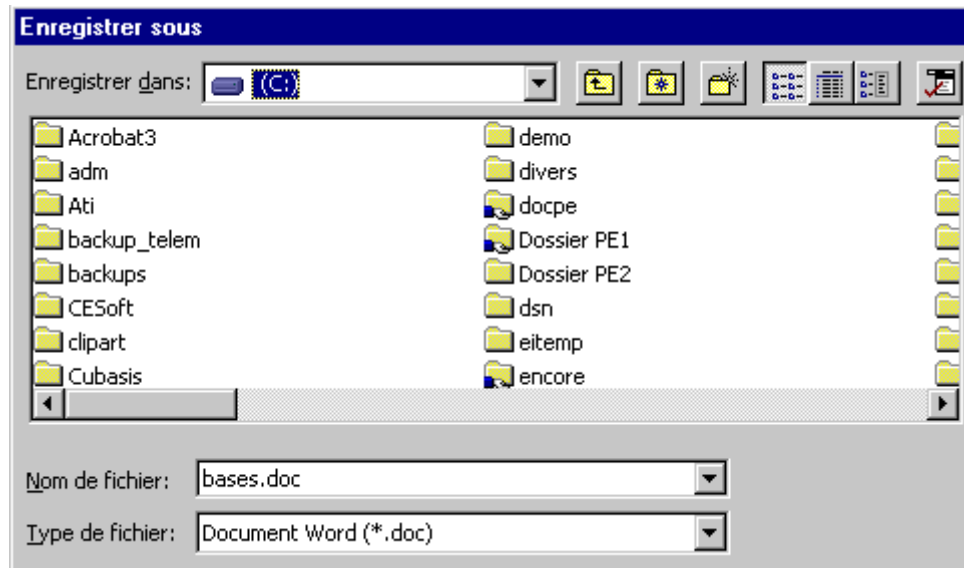 Enregistrer sous
Enregistrer dans: (C:)
Acrobat3
adm
Ati
backup_telem
backups
CESoft
clipart
Cubasis
demo
divers
docpe
Dossier PE1
Dossier PE2
dsn
eitemp
encore
Nom de fichier: bases.doc
Type de fichier: Document Word (*.doc)